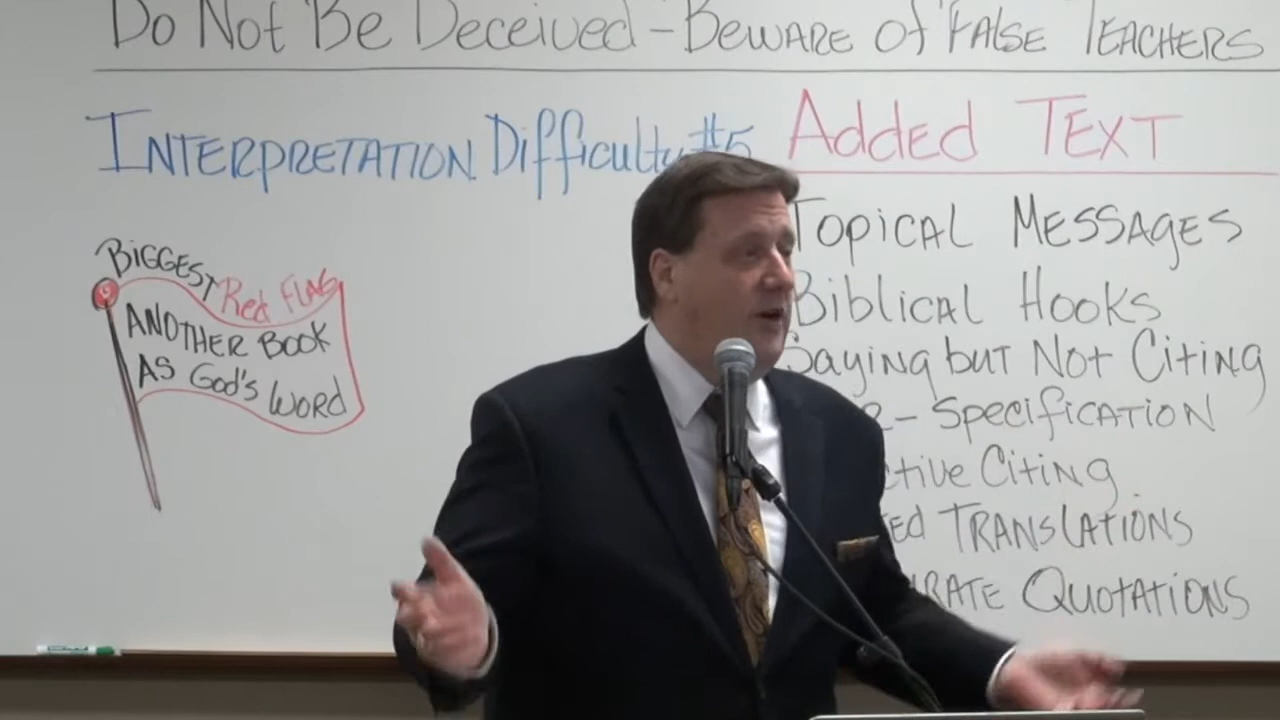 Do Not Be Deceived - Beware of False Teachers
Interpretation Difficulty #5
Added Text
Biggest Red Flag
Another Book
As God's Word
Topical Messages
Biblical Hooks
Saying but Not Citing
- Specification
Citing
Translations
Quotations